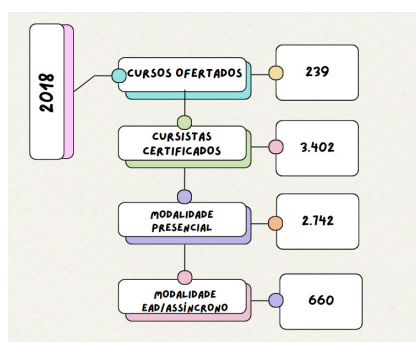 2018
CURSOS OFERTADOS
239
CURSISTAS
CERTIFICADOS
3.402
MODALIDADE
PRESENCIAL
2.742
MODALIDADE
EAD/ASSÍNCRONO
660